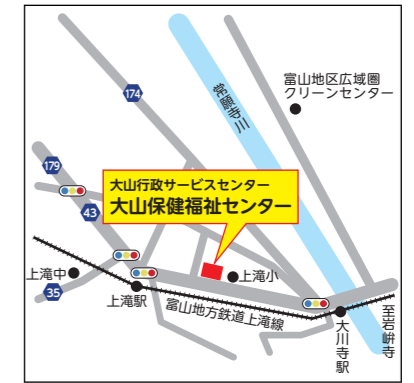 174
常願寺川
富山地区広域圏
クリーンセンター
179
43
大山行政サービスセンター
大山保健福祉センター
上滝中
35
上滝駅
上滝小
富山地方鉄道上滝線
大川寺駅
至岩峅寺